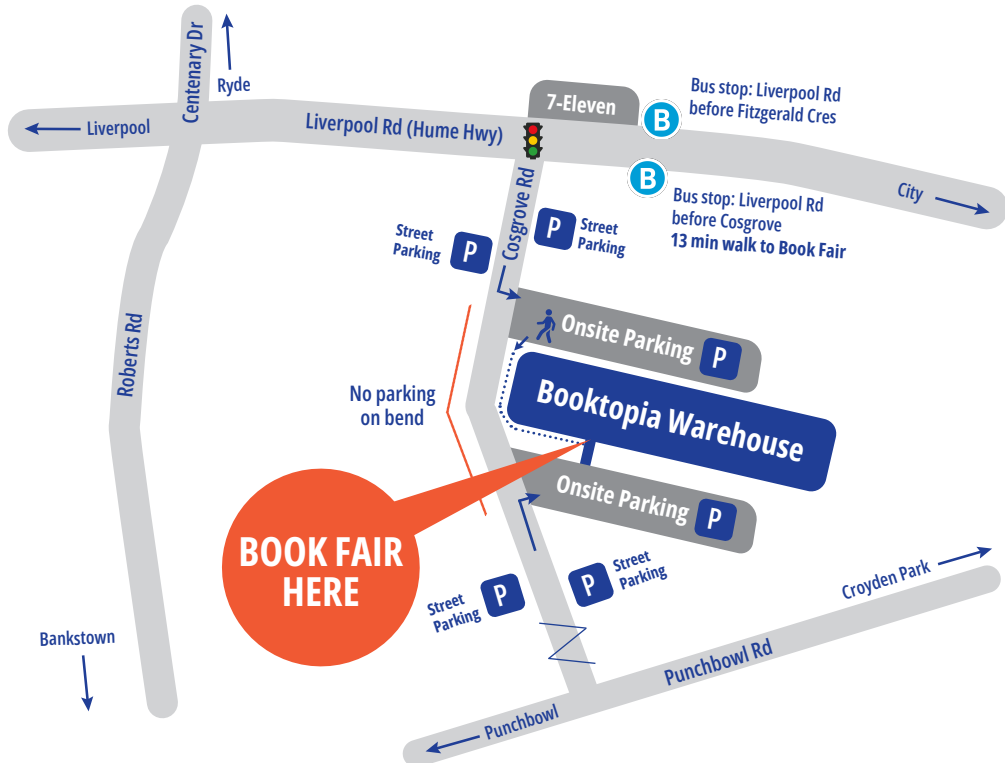 Centenary Dr
Ryde
Liverpool
Liverpool Rd (Hume Hwy)
7-Eleven
B
Bus stop: Liverpool Rd
before Fitzgerald Cres
B
City
Bus stop: Liverpool Rd
before Cosgrove
13 min walk to Book Fair
Cosgrove Rd
Street
Parking
P
P
Street
Parking
Onsite Parking P
Roberts Rd
No parking
on bend
Booktopia Warehouse
Onsite Parking P
BOOK FAIR
HERE
Street
Parking
P
P
Street
Parking
Croyden Park
Bankstown
Punchbowl Rd
Punchbowl